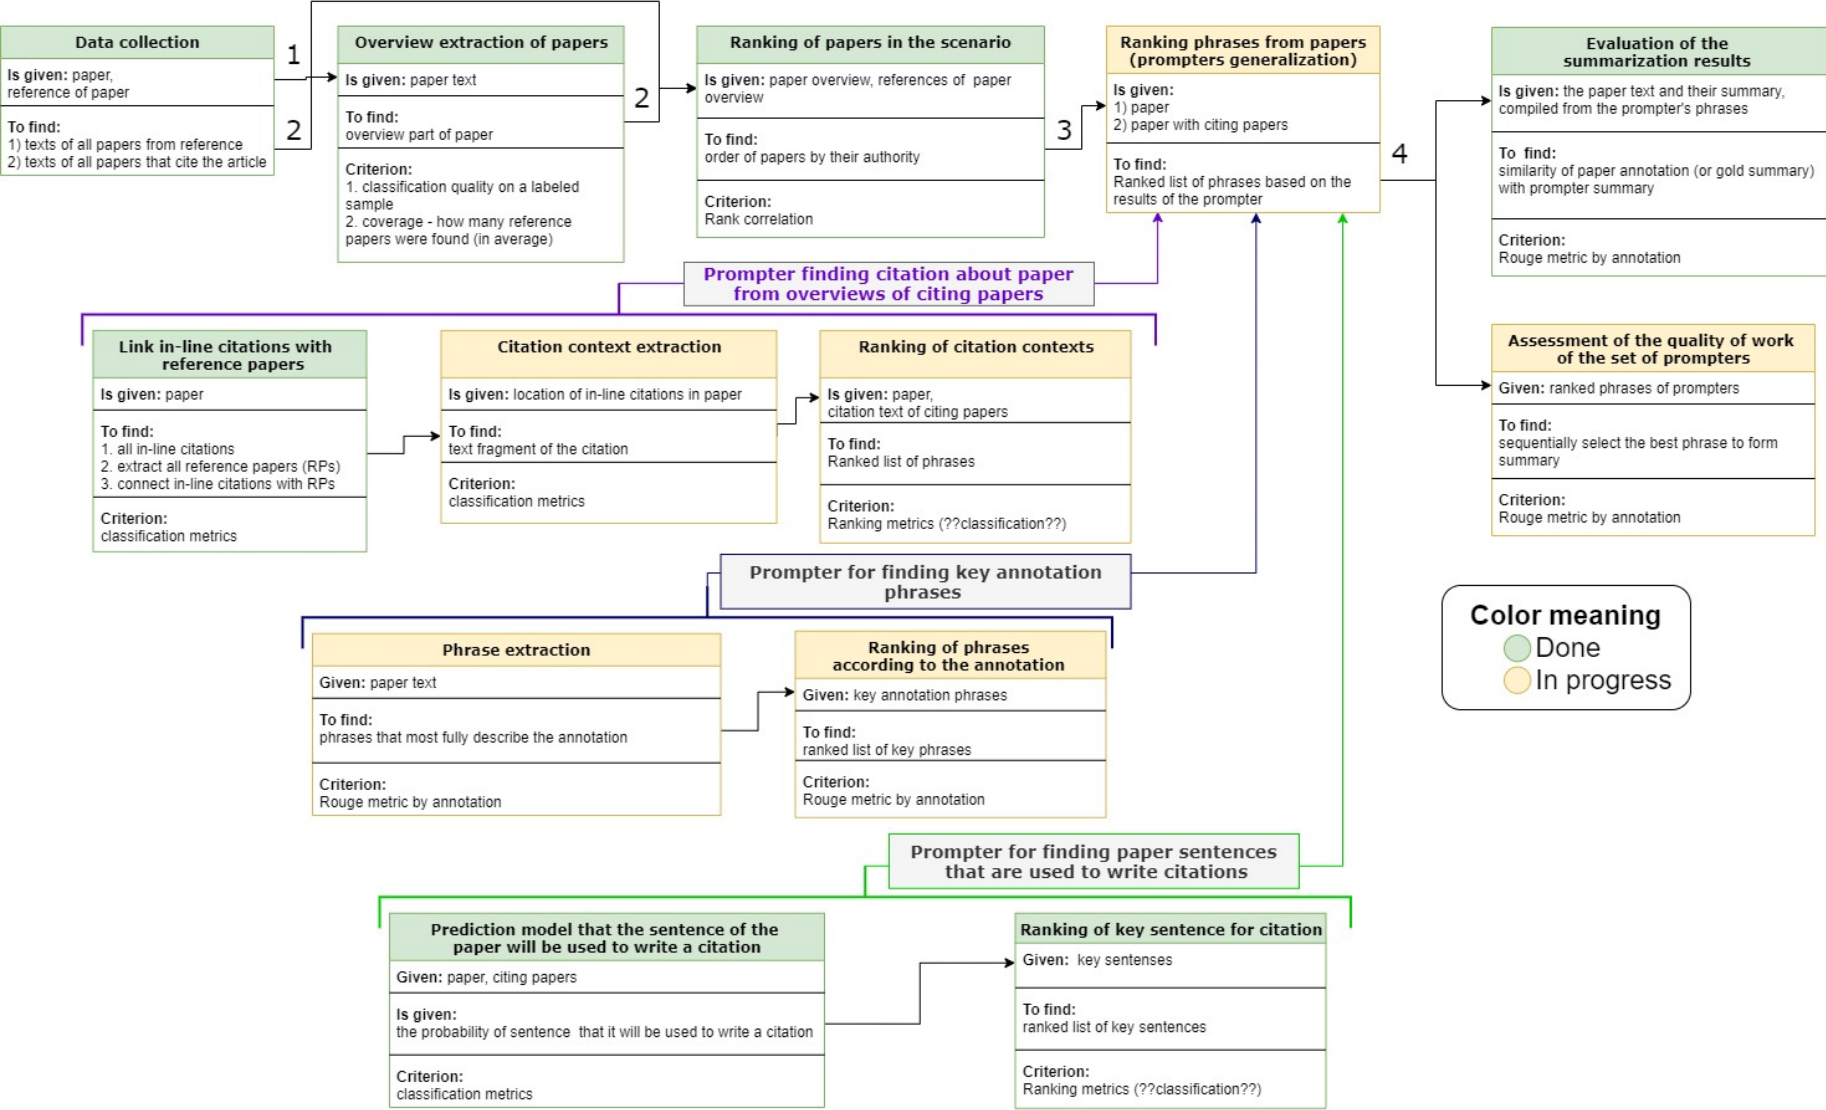 Data collection
Is given: paper,
reference of paper
To find:
1) texts of all papers from reference
2) texts of all papers that cite the article
1
2
Overview extraction of papers
Is given: paper text
To find:
overview part of paper
Criterion:
1. classification quality on a labeled
sample
2. coverage - how many reference
papers were found (in average)
2
Ranking of papers in the scenario
Is given: paper overview, references of  paper
overview
To find:
order of papers by their authority
Criterion:
Rank correlation
3
Ranking phrases from papers
(prompters generalization)
Is given:
1) paper
2) paper with citing papers
To find:
Ranked list of phrases based on the
results of the prompter
4
Evaluation of the
summarization results
Is given: the paper text and their summary,
compiled from the prompter's phrases
To  find:
similarity of paper annotation (or gold summary)
with prompter summary
Criterion:
Rouge metric by annotation
Prompter finding citation about paper
from overviews of citing papers
Link in-line citations with
reference papers
Is given: paper
To find:
1. all in-line citations
2. extract all reference papers (RPs)
3. connect in-line citations with RPs
Criterion:
classification metrics
Citation context extraction
Is given: location of in-line citations in paper
To find:
text fragment of the citation
Criterion:
classification metrics
Ranking of citation contexts
Is given: paper,
citation text of citing papers
To find:
Ranked list of phrases
Criterion:
Ranking metrics (??classification??)
Assessment of the quality of work
of the set of prompters
Given: ranked phrases of prompters
To find:
sequentially select the best phrase to form
summary
Criterion:
Rouge metric by annotation
Prompter for finding key annotation
phrases
Phrase extraction
Given: paper text
To find:
phrases that most fully describe the annotation
Criterion:
Rouge metric by annotation
Ranking of phrases
according to the annotation
Given: key annotation phrases
To find:
ranked list of key phrases
Criterion:
Rouge metric by annotation
Color meaning
Done
In progress
Prompter for finding paper sentences
that are used to write citations
Prediction model that the sentence of the
paper will be used to write a citation
Given: paper, citing papers
Is given:
the probability of sentence  that it will be used to write a citation
Criterion:
classification metrics
Ranking of key sentence for citation
Given:  key sentences
To find:
ranked list of key sentences
Criterion:
Ranking metrics (??classification??)